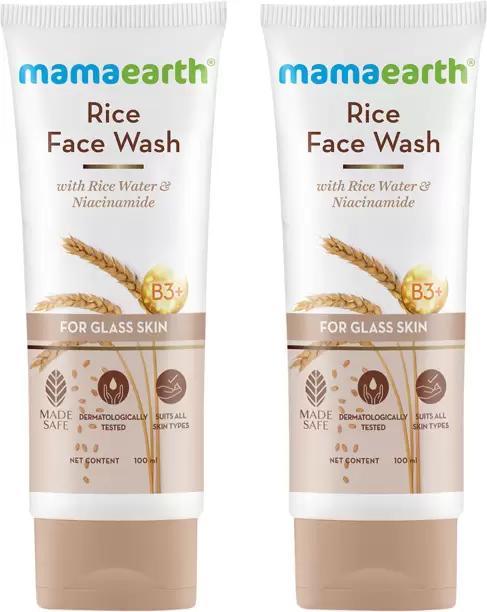 mamaearth®
Rice
Face Wash
with Rice Water &
Niacinamide
B3+
FOR GLASS SKIN
MADE
SAFE
DERMATOLOGICALLY
TESTED
SUITS ALL
SKIN TYPES
NET CONTENT 100 ml
mamaearth®
Rice
Face Wash
with Rice Water &
Niacinamide
B3+
FOR GLASS SKIN
MADE
SAFE
DERMATOLOGICALLY
TESTED
SUITS ALL
SKIN TYPES
NET CONTENT 100 ml